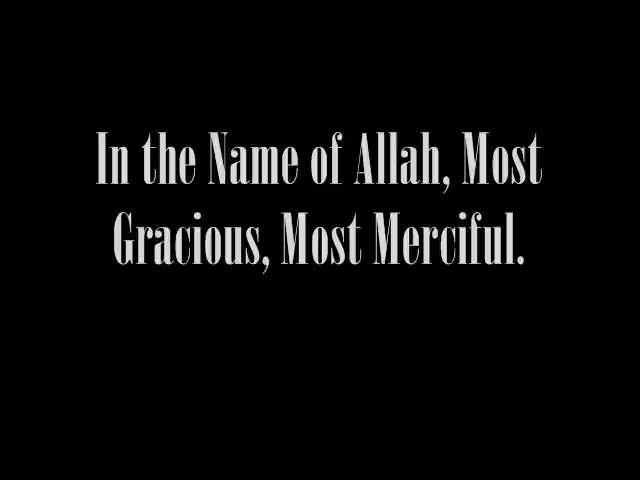 In the Name of Allah, Most
Gracious, Most Merciful.